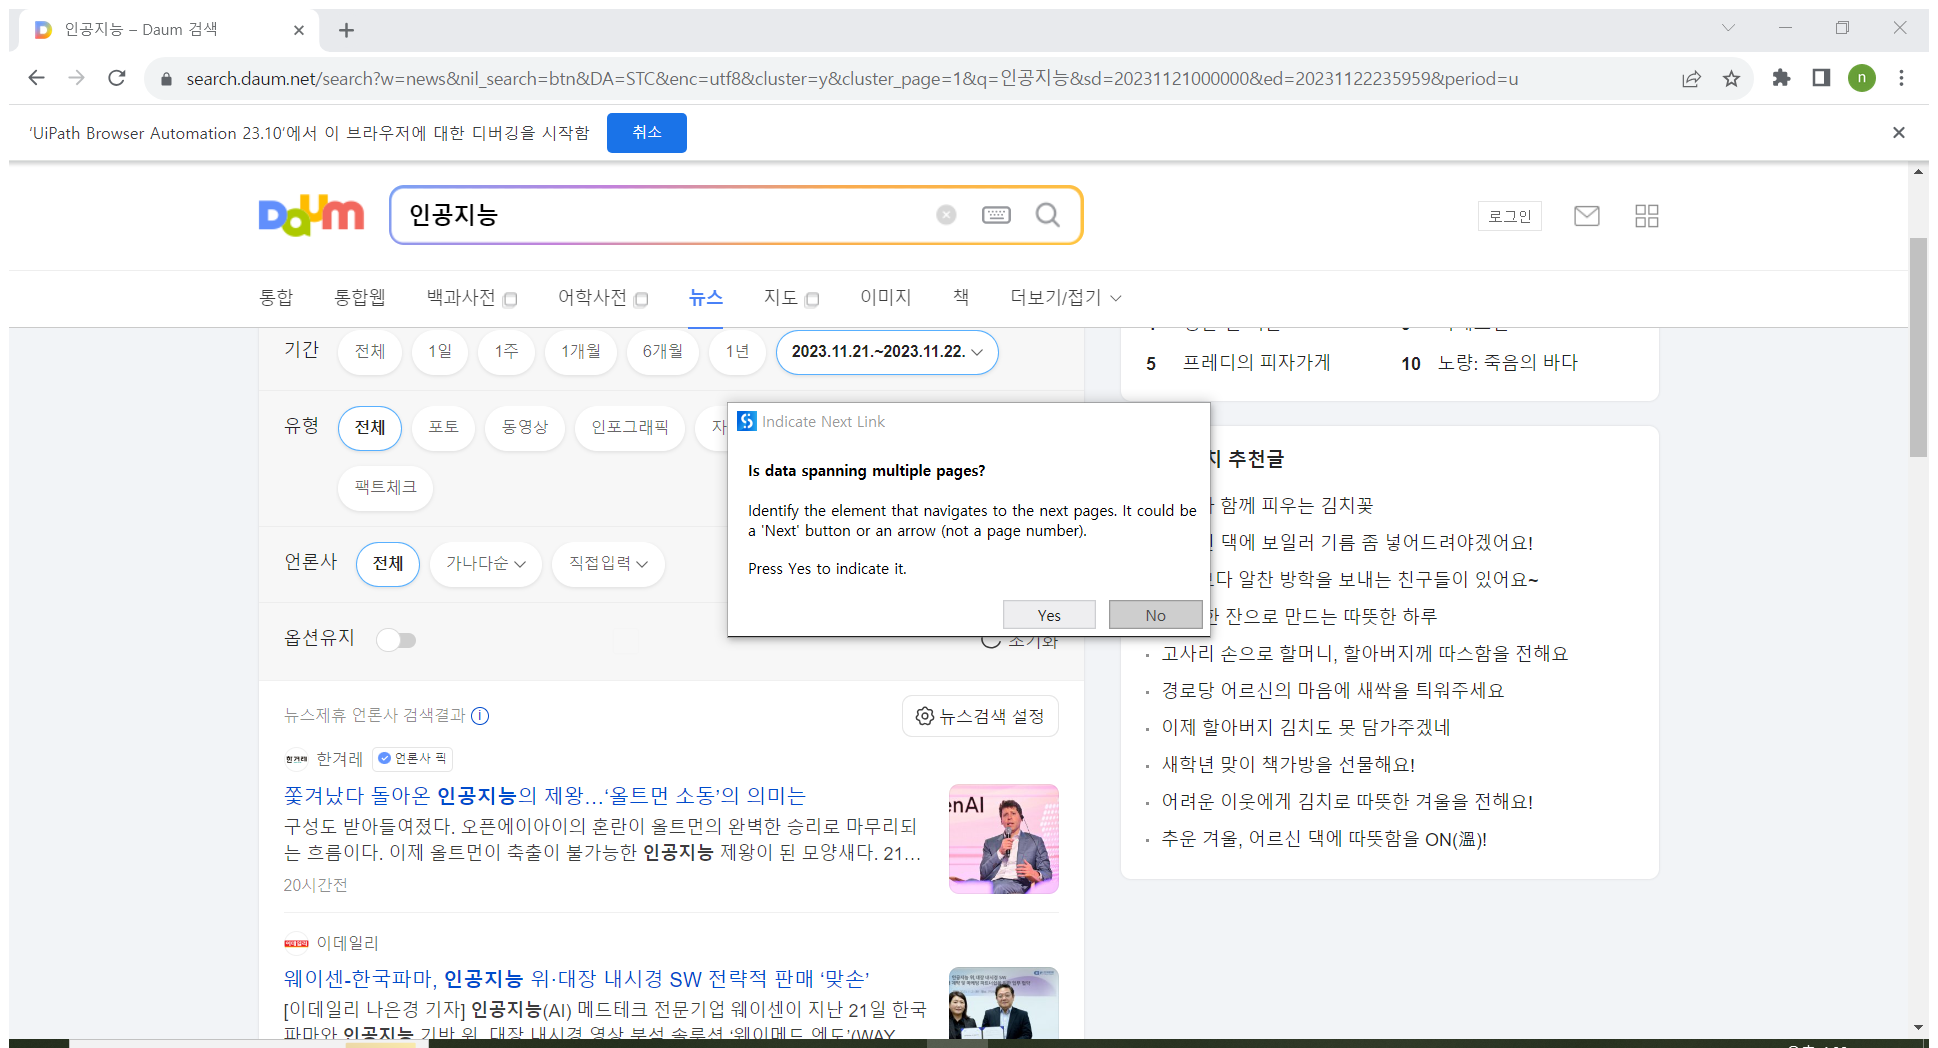 인공지능 – Daum 검색
search.daum.net/search?w=news&nil_search=btn&DA=STC&enc=utf8&cluster=y&cluster_page=1&q=인공지능&sd=20231121000000&ed=20231122235959&period=u
n
'UiPath Browser Automation 23.10'에서 이 브라우저에 대한 디버깅을 시작함 취소
Daum 인공지능
로그인
통합 통합웹 백과사전 어학사전 뉴스 지도 이미지 책 더보기/접기
기간 전체 1일 1주 1개월 6개월 1년 2023.11.21.~2023.11.22.
5 프레디의 피자가게 10 노량: 죽음의 바다
유형 전체 포토 동영상 인포그래픽 자
팩트체크
언론사 전체 가나다순 직접입력
옵션유지 초기화
Indicate Next Link
Is data spanning multiple pages?
Identify the element that navigates to the next pages. It could be
a 'Next' button or an arrow (not a page number).
Press Yes to indicate it.
Yes No
추천글
함께 피우는 김치꽃
댁에 보일러 기름 좀 넣어드려야겠어요!
다 알찬 방학을 보내는 친구들이 있어요~
한 잔으로 만드는 따뜻한 하루
· 고사리 손으로 할머니, 할아버지께 따스함을 전해요
· 경로당 어르신의 마음에 새싹을 틔워주세요
· 이제 할아버지 김치도 못 담가주겠네
· 새학년 맞이 책가방을 선물해요!
· 어려운 이웃에게 김치로 따뜻한 겨울을 전해요!
· 추운 겨울, 어르신 댁에 따뜻함을 ON(溫)!
뉴스제휴 언론사 검색결과 뉴스검색 설정
한겨레 한겨레 언론사 픽
쫓겨났다 돌아온 인공지능의 제왕…'올트먼 소동'의 의미는
구성도 받아들여졌다. 오픈에이아이의 혼란이 올트먼의 완벽한 승리로 마무리되
는 흐름이다. 이제 올트먼이 축출이 불가능한 인공지능 제왕이 된 모양새다. 21...
20시간전
enAI
이데일리 이데일리
웨이센-한국파마, 인공지능 위·대장 내시경 SW 전략적 판매 '맞손'
[이데일리 나은경 기자] 인공지능(AI) 메드테크 전문기업 웨이센이 지난 21일 한국
파마와 인공지능 기반 위, 대장 내시경 영상 분석 솔루션 '웨이메드 엔도'(WAY